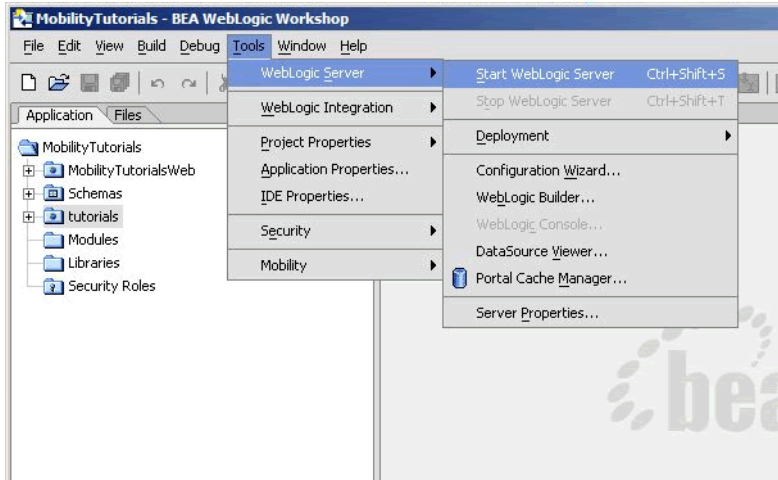 MobilityTutorials - BEA WebLogic Workshop
File Edit View Build Debug Tools Window Help
Application Files
MobilityTutorials
MobilityTutorialsWeb
Schemas
tutorials
Modules
Libraries
Security Roles
WebLogic Server
WebLogic Integration
Project Properties
Application Properties...
IDE Properties...
Security
Mobility
Start WebLogic Server Ctrl+Shift+S
Stop WebLogic Server Ctrl+Shift+T
Deployment
Configuration Wizard...
WebLogic Builder...
WebLogic Console...
DataSource Viewer...
Portal Cache Manager...
Server Properties...
bea